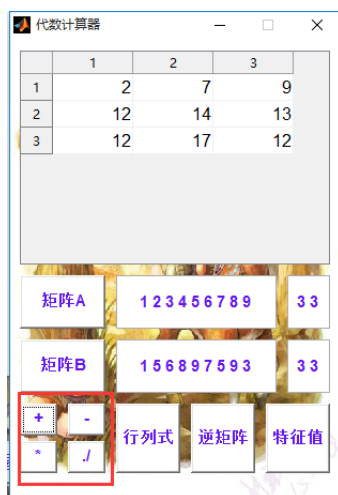 代数计算器
1 2 3
1 2 7 9
2 12 14 13
3 12 17 12
矩阵A 1 2 3 4 5 6 7 8 9 3 3
矩阵B 1 5 6 8 9 7 5 9 3 3 3
+ -
* ./
行列式 逆矩阵 特征值